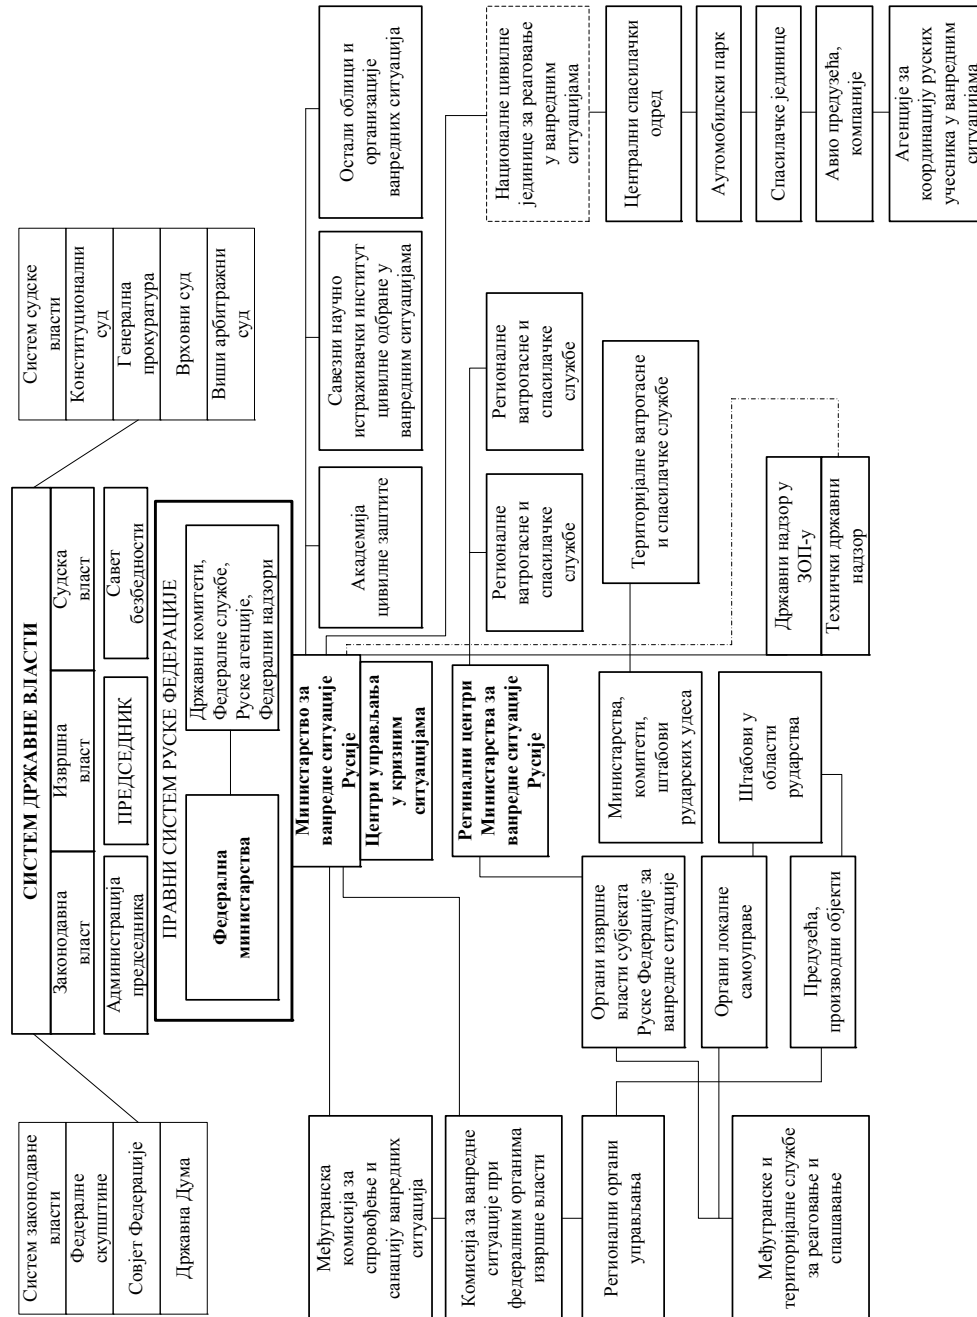 СИСТЕМ ДРЖАВНЕ ВЛАСТИ
Законодавна
власт
Извршна
власт
Судска
власт
Администрација
председника
ПРЕДСЕДНИК
Савет
безбедности
Систем законодавне
власти
Федералне
скупштине
Совјет Федерације
Државна Дума
Систем судске
власти
Конституционални
суд
Генерална
прокуратура
Врховни суд
Виши арбитражни
суд
ПРАВНИ СИСТЕМ РУСКЕ ФЕДЕРАЦИЈЕ
Федерална
министарства
Државни комитети,
Федералне службе,
Руске агенције,
Федерални надзори
Министарство за
ванредне ситуације
Русије
Центри управљања
у кризним
ситуацијама
Међугранска
комисија за
спровођење и
санацију ванредних
ситуација
Академија
цивилне заштите
Савезни научно
истраживачки институт
цивилне одбране у
ванредним ситуацијама
Остали облици и
организације
ванредних ситуација
Комисија за ванредне
ситуације при
федералним органима
извршне власти
Регинални центри
Министарства за
ванредне ситуације
Русије
Регионалне
ватрогасне и
спасилачке
службе
Регионалне
ватрогасне и
спасилачке
службе
Националне цивилне
јединице за реаговање
у ванредним
ситуацијама
Регионални органи
управљања
Органи извршне
власти субјеката
Руске Федерације за
ванредне ситуације
Министарства,
комитети,
штабови
рударских удеса
Територијалне ватрогасне
и спасилачке службе
Централни спасилачки
одред
Аутомобилски парк
Органи локалне
самоуправе
Штабови у
области
рударства
Спасилачке јединице
Међугранске и
територијалне службе
за реаговање и
спашавање
Предузећа,
производни објекти
Државни надзор у
ЗОП-у
Технички државни
надзор
Авио предузећа,
компаније
Агенције за
координацију руских
учесника у ванредним
ситуацијама